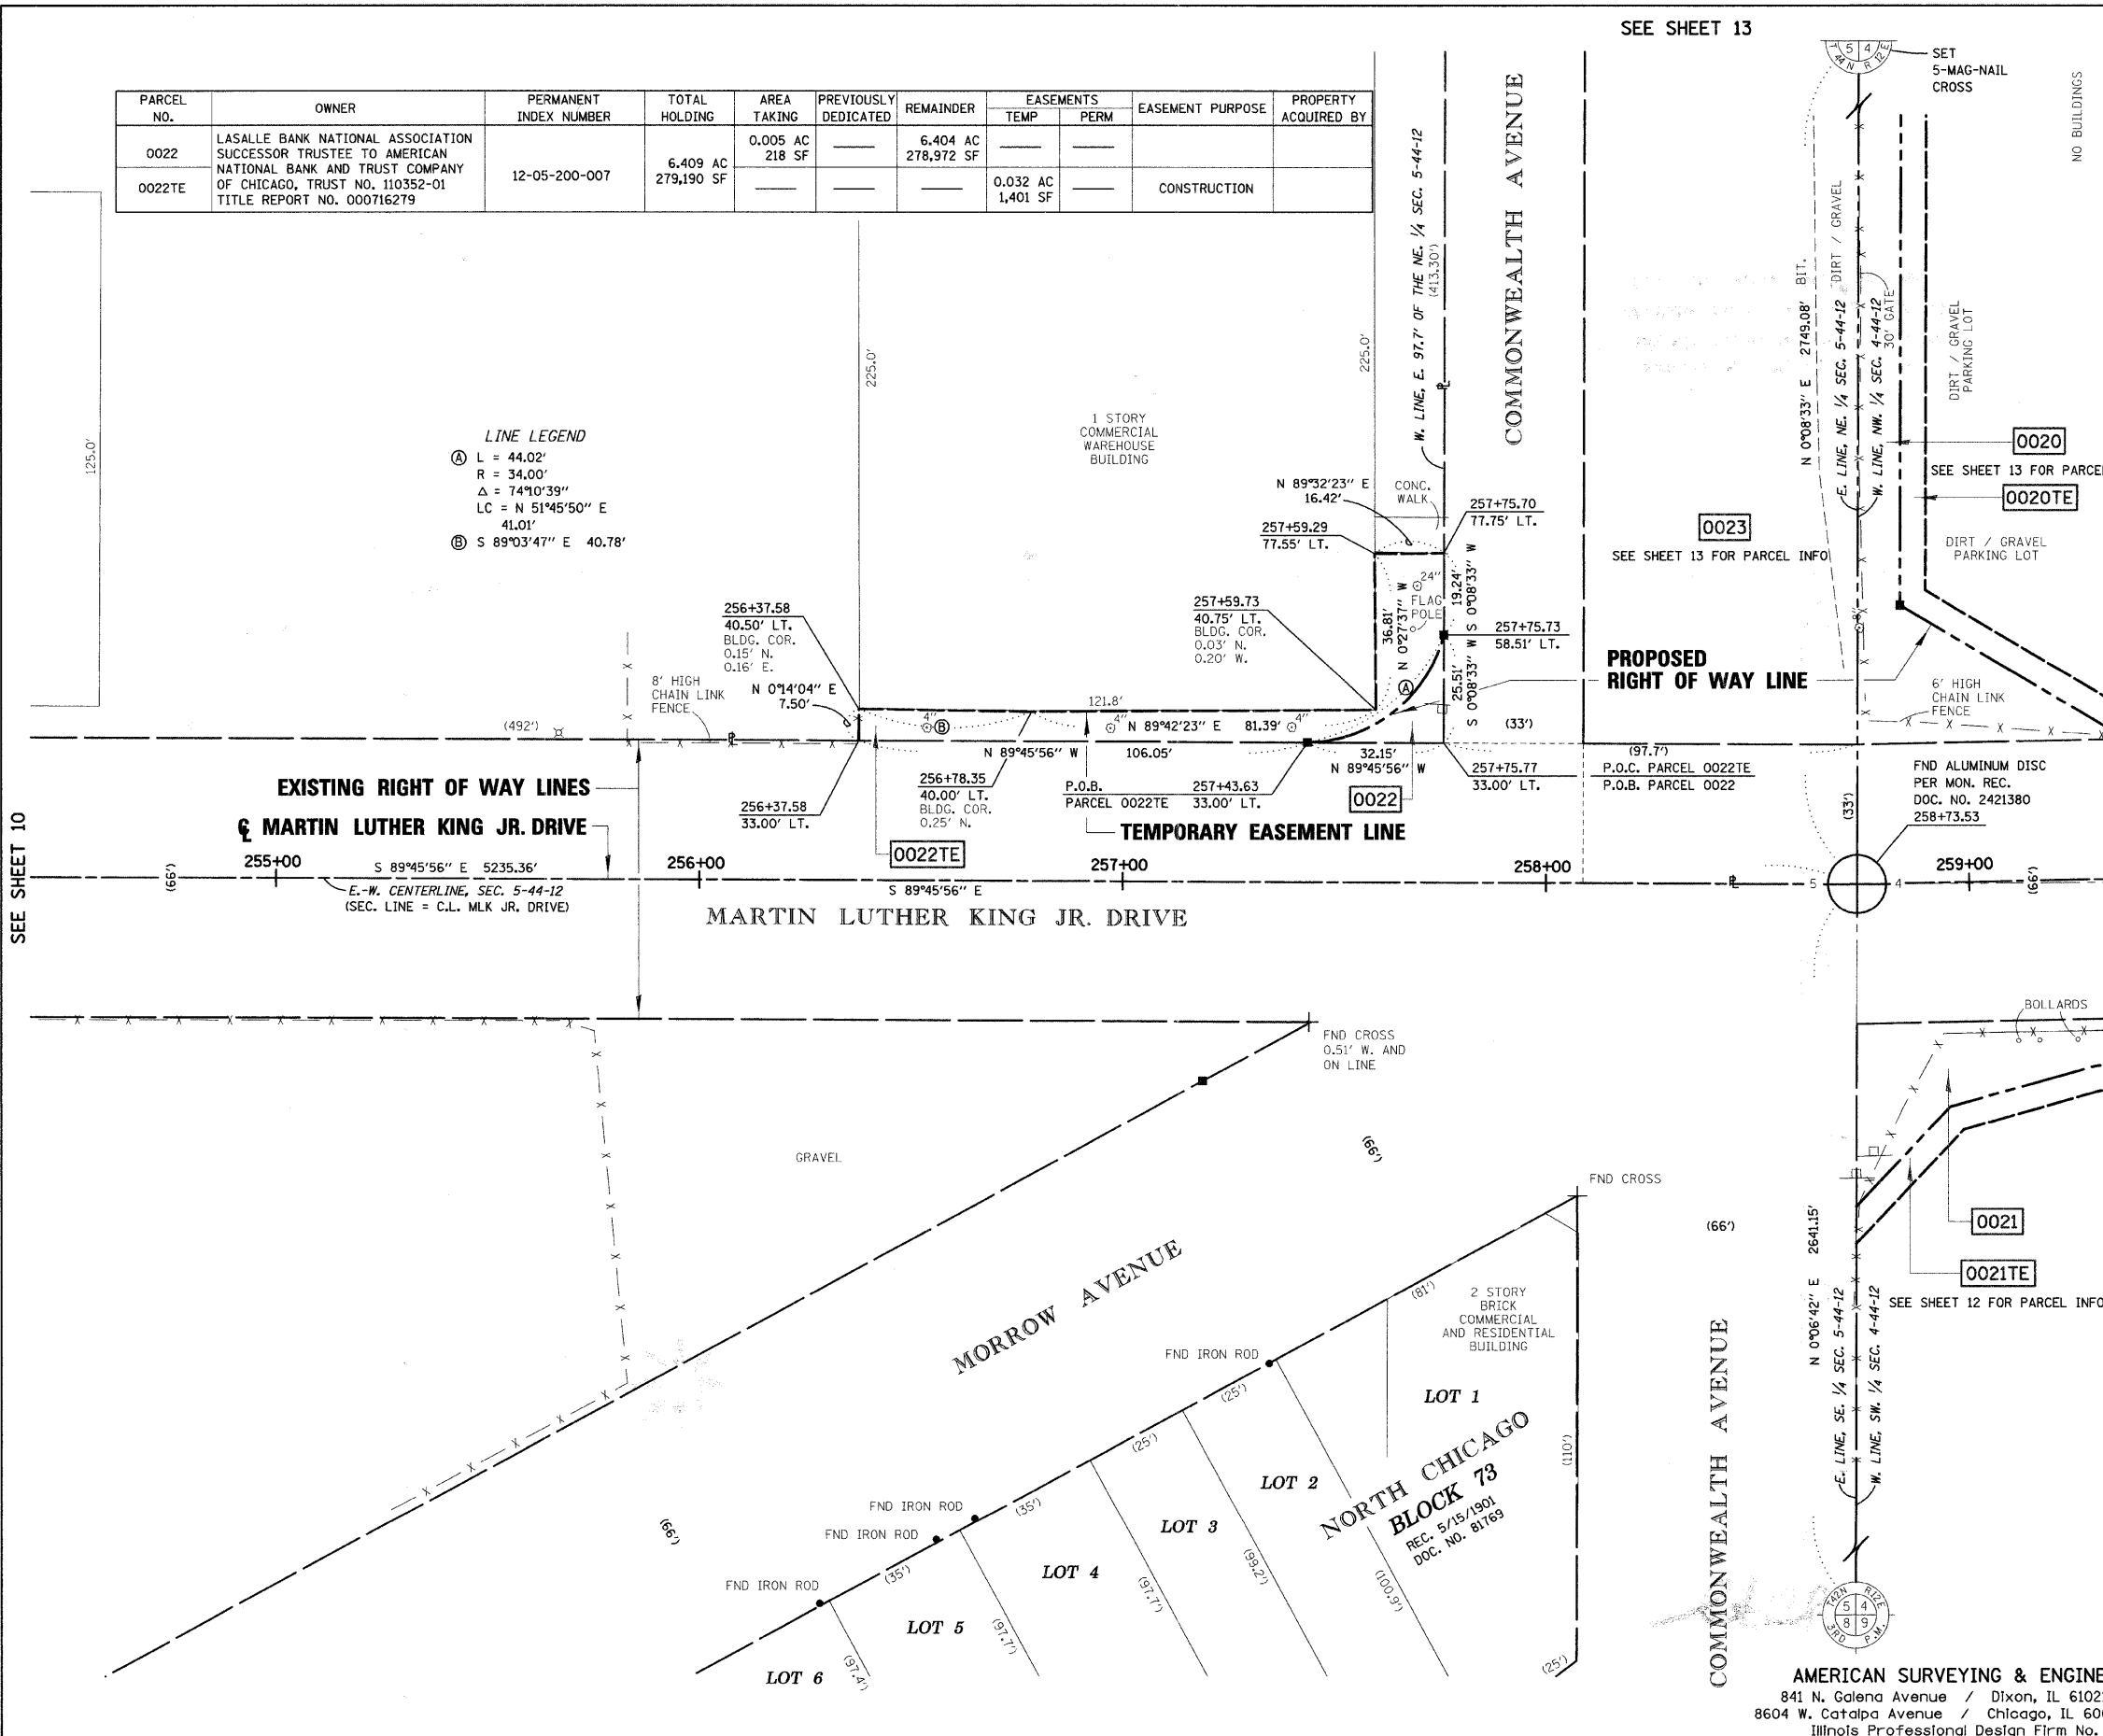 SEE SHEET 13
SET
5-MAG-NAIL
CROSS
T 44 N R 12 E
5 4
NO BUILDINGS
PARCEL NO. OWNER PERMANENT INDEX NUMBER TOTAL HOLDING AREA TAKING PREVIOUSLY DEDICATED REMAINDER EASEMENTS TEMP PERM EASEMENT PURPOSE PROPERTY ACQUIRED BY
0022
LASALLE BANK NATIONAL ASSOCIATION
SUCCESSOR TRUSTEE TO AMERICAN
NATIONAL BANK AND TRUST COMPANY
OF CHICAGO, TRUST NO. 110352-01
TITLE REPORT NO. 000716279
12-05-200-007
6.409 AC
279,190 SF
0.005 AC
218 SF
6.404 AC
278,972 SF
0022TE
0.032 AC
1,401 SF
CONSTRUCTION
125.0'
225.0'
225.0'
W. LINE, E. 97.7' OF THE NE. 1/4 SEC. 5-44-12
(413.30')
COMMONWEALTH AVENUE
N 0°08'33" E 2749.08'
BIT.
E. LINE, NE. 1/4 SEC. 5-44-12
DIRT / GRAVEL
W. LINE, NW. 1/4 SEC. 4-44-12
30' GATE
DIRT / GRAVEL
PARKING LOT
LINE LEGEND
A L = 44.02'
R = 34.00'
Δ = 74°10'39"
LC = N 51°45'50" E
41.01'
B S 89°03'47" E 40.78'
1 STORY
COMMERCIAL
WAREHOUSE
BUILDING
0020
SEE SHEET 13 FOR PARCEL
0020TE
DIRT / GRAVEL
PARKING LOT
0023
SEE SHEET 13 FOR PARCEL INFO
N 89°32'23" E
16.42'
CONC.
WALK
257+75.70
77.75' LT.
257+59.29
77.55' LT.
24"
FLAG
POLE
19.24'
S 0°08'33" W
36.81'
N 0°27'37" W
A
25.51'
S 0°08'33" W
8"
256+37.58
40.50' LT.
BLDG. COR.
0.15' N.
0.16' E.
257+59.73
40.75' LT.
BLDG. COR.
0.03' N.
0.20' W.
257+75.73
58.51' LT.
PROPOSED
RIGHT OF WAY LINE
8' HIGH
CHAIN LINK
FENCE
N 0°14'04" E
7.50'
121.8'
4"
B
4"
N 89°42'23" E 81.39'
4"
6' HIGH
CHAIN LINK
FENCE
(492')
PL
N 89°45'56" W 106.05'
32.15'
N 89°45'56" W
(33')
(97.7')
EXISTING RIGHT OF WAY LINES
256+78.35
40.00' LT.
BLDG. COR.
0.25' N.
P.O.B.
PARCEL 0022TE
257+43.63
33.00' LT.
0022
257+75.77
33.00' LT.
P.O.C. PARCEL 0022TE
P.O.B. PARCEL 0022
FND ALUMINUM DISC
PER MON. REC.
DOC. NO. 2421380
258+73.53
256+37.58
33.00' LT.
CL MARTIN LUTHER KING JR. DRIVE
TEMPORARY EASEMENT LINE
0022TE
(33')
SEE SHEET 10
(66')
255+00
S 89°45'56" E 5235.36'
E.-W. CENTERLINE, SEC. 5-44-12
(SEC. LINE = C.L. MLK JR. DRIVE)
256+00
S 89°45'56" E
257+00
258+00
PL
5 4
259+00
(66')
MARTIN LUTHER KING JR. DRIVE
FND CROSS
0.51' W. AND
ON LINE
BOLLARDS
GRAVEL
(66')
FND CROSS
(66')
0021
0021TE
SEE SHEET 12 FOR PARCEL INFO
MORROW AVENUE
(81')
2 STORY
BRICK
COMMERCIAL
AND RESIDENTIAL
BUILDING
FND IRON ROD
(25')
LOT 1
(25')
NORTH CHICAGO
BLOCK 73
REC. 5/15/1901
DOC. NO. 81769
(110')
LOT 2
LOT 3
LOT 4
LOT 5
LOT 6
FND IRON ROD
(35')
FND IRON ROD
(35')
FND IRON ROD
(66')
(97.4')
(97.7')
(97.7')
(99.2')
(100.9')
(25')
COMMONWEALTH AVENUE
N 0°06'42" E 2641.15'
E. LINE, SE. 1/4 SEC. 5-44-12
W. LINE, SW. 1/4 SEC. 4-44-12
T42N R12E
5 4
8 9
3RD P.M.
AMERICAN SURVEYING & ENGINE
841 N. Galena Avenue / Dixon, IL 6102
8604 W. Catalpa Avenue / Chicago, IL 60
Illinois Professional Design Firm No.